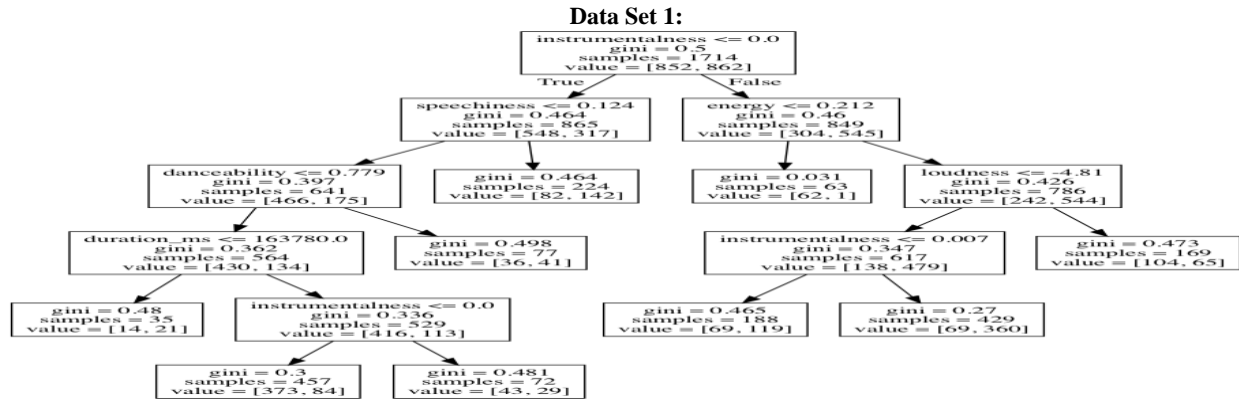 Data Set 1:
instrumentalness <= 0.0
gini = 0.5
samples = 1714
value = [852, 862]
True
False
speechiness <= 0.124
gini = 0.464
samples = 865
value = [548, 317]
energy <= 0.212
gini = 0.46
samples = 849
value = [304, 545]
danceability <= 0.779
gini = 0.397
samples = 641
value = [466, 175]
gini = 0.464
samples = 224
value = [82, 142]
gini = 0.031
samples = 63
value = [62, 1]
loudness <= -4.81
gini = 0.426
samples = 786
value = [242, 544]
duration_ms <= 163780.0
gini = 0.362
samples = 564
value = [430, 134]
gini = 0.498
samples = 77
value = [36, 41]
instrumentalness <= 0.007
gini = 0.347
samples = 617
value = [138, 479]
gini = 0.473
samples = 169
value = [104, 65]
gini = 0.48
samples = 35
value = [14, 21]
instrumentalness <= 0.0
gini = 0.336
samples = 529
value = [416, 113]
gini = 0.465
samples = 188
value = [69, 119]
gini = 0.27
samples = 429
value = [69, 360]
gini = 0.3
samples = 457
value = [373, 84]
gini = 0.481
samples = 72
value = [43, 29]